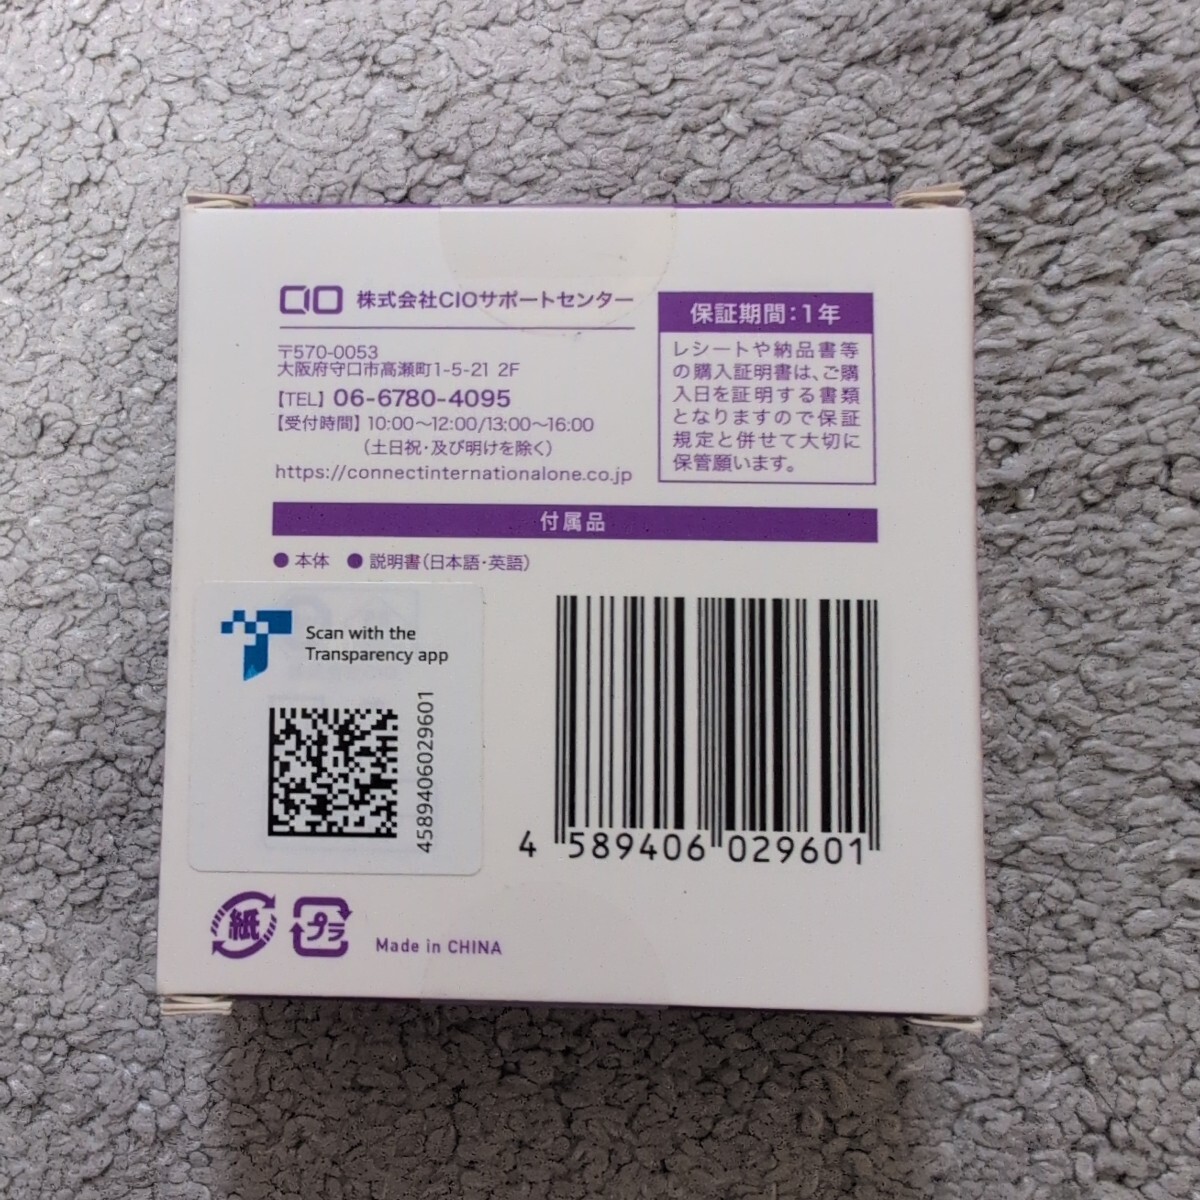 CIO 株式会社CIOサポートセンター
〒570-0053
大阪府守口市高瀬町1-5-21 2F
【TEL】06-6780-4095
【受付時間】10:00〜12:00/13:00〜16:00
（土日祝・及び明けを除く）
https://connectinternationalone.co.jp
保証期間：1年
レシートや納品書等
の購入証明書は、ご購
入日を証明する書類
となりますので保証
規定と併せて大切に
保管願います。
付属品
● 本体 ● 説明書（日本語・英語）
Scan with the
Transparency app
4589406029601
4 589406 029601
紙 プラ Made in CHINA